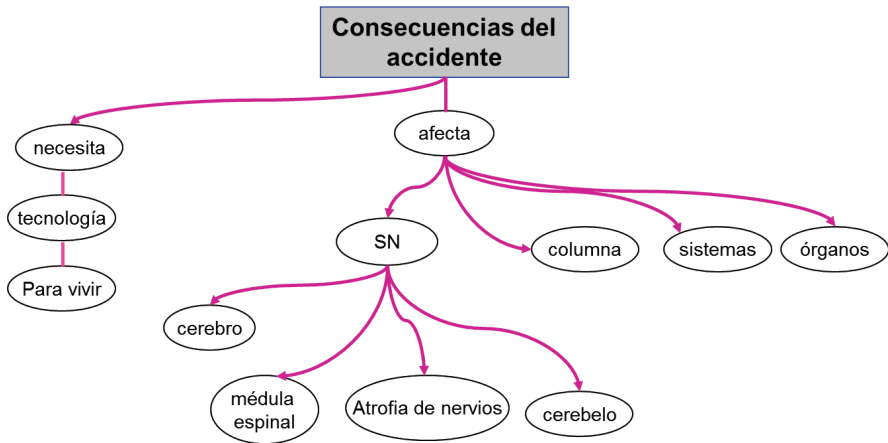 Consecuencias del
accidente
necesita
afecta
tecnología
SN
columna
sistemas
órganos
Para vivir
cerebro
médula
espinal
Atrofia de nervios
cerebelo